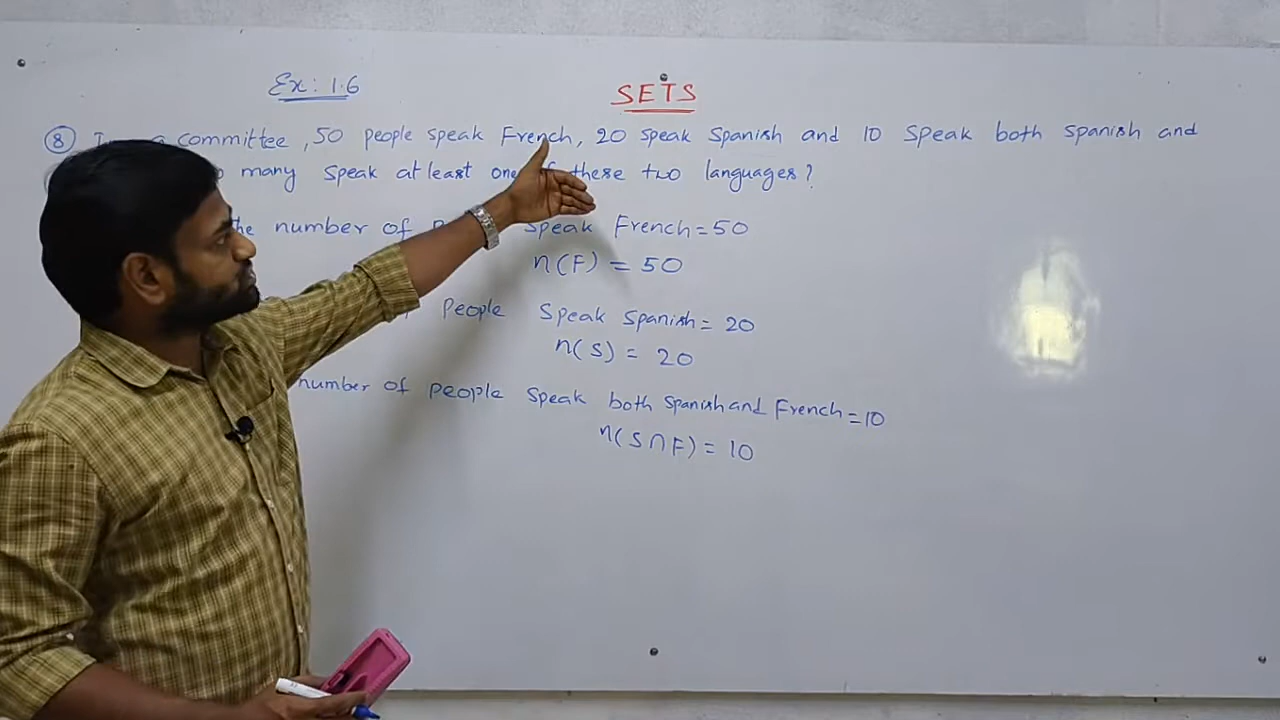 Ex: 1.6
SETS
8 a committee, 50 people speak French, 20 speak Spanish and 10 speak both spanish and
many speak at least one these two languages?
the number of speak French = 50
n(F) = 50
people speak spanish = 20
n(S) = 20
number of people speak both spanish and French = 10
n(S∩F) = 10